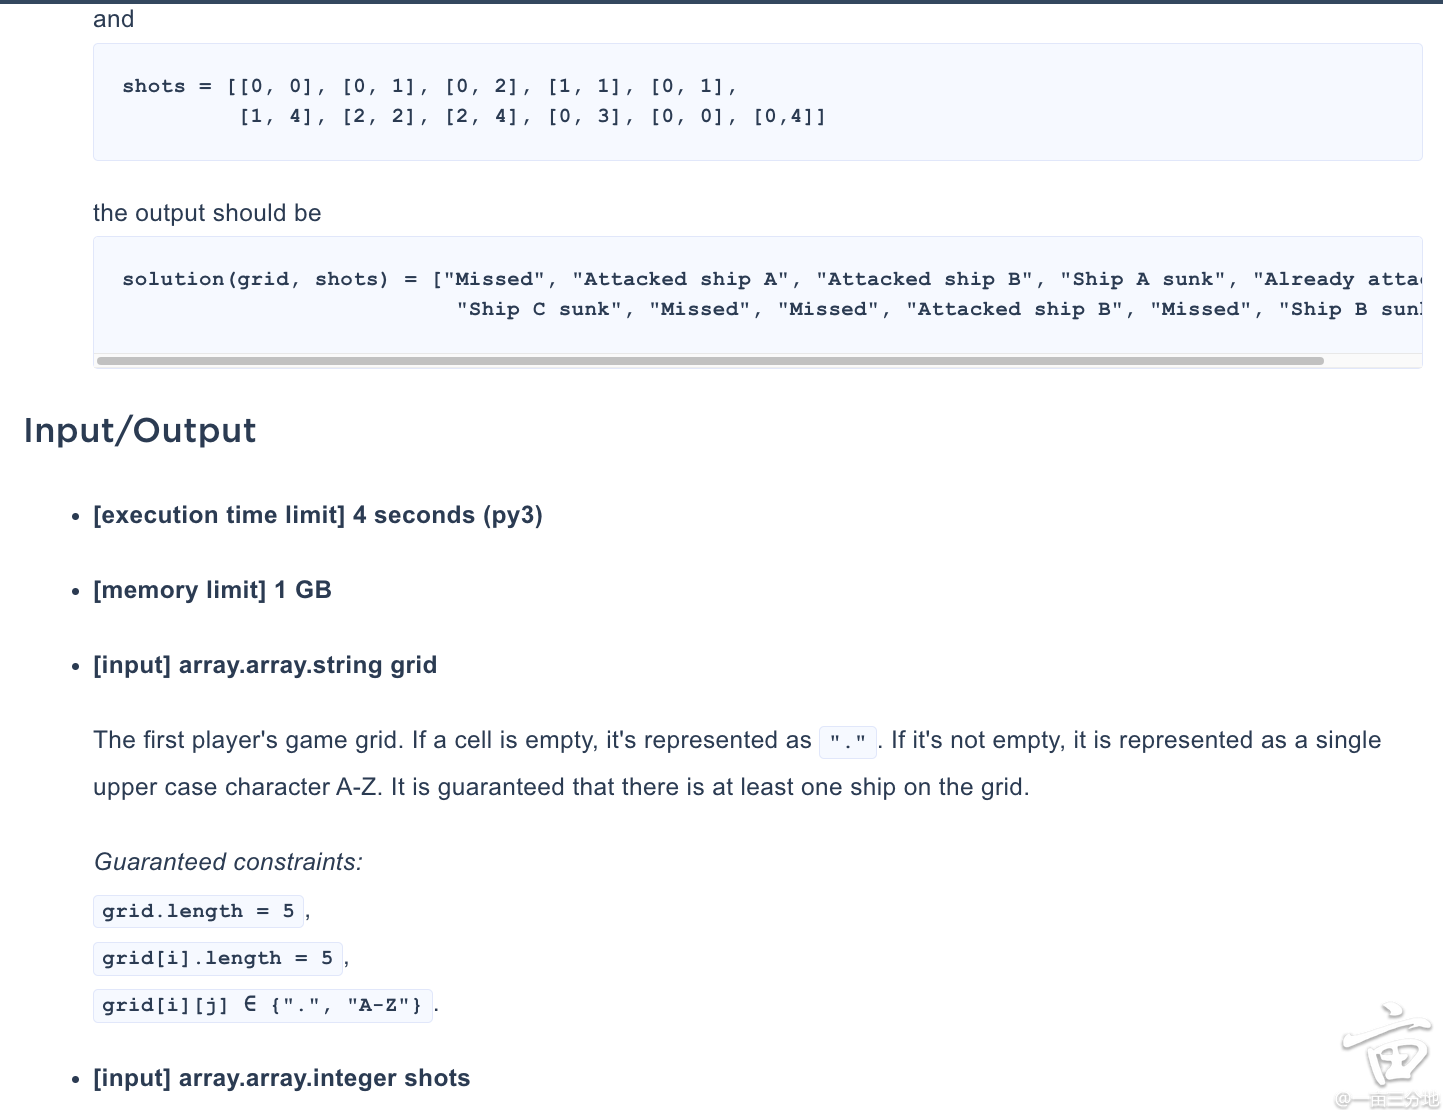 and
shots = [[0, 0], [0, 1], [0, 2], [1, 1], [0, 1],
[1, 4], [2, 2], [2, 4], [0, 3], [0, 0], [0,4]]
the output should be
solution(grid, shots) = ["Missed", "Attacked ship A", "Attacked ship B", "Ship A sunk", "Already
"Ship C sunk", "Missed", "Missed", "Attacked ship B", "Missed", "Ship B
Input/Output
• [execution time limit] 4 seconds (py3)
• [memory limit] 1 GB
• [input] array.array.string grid
The first player's game grid. If a cell is empty, it's represented as ".". If it's not empty, it is represented as a single
upper case character A-Z. It is guaranteed that there is at least one ship on the grid.
Guaranteed constraints:
grid.length = 5,
grid[i].length = 5,
grid[i][j] ∈ {".", "A-Z"}.
• [input] array.array.integer shots
亩
@一亩三分地